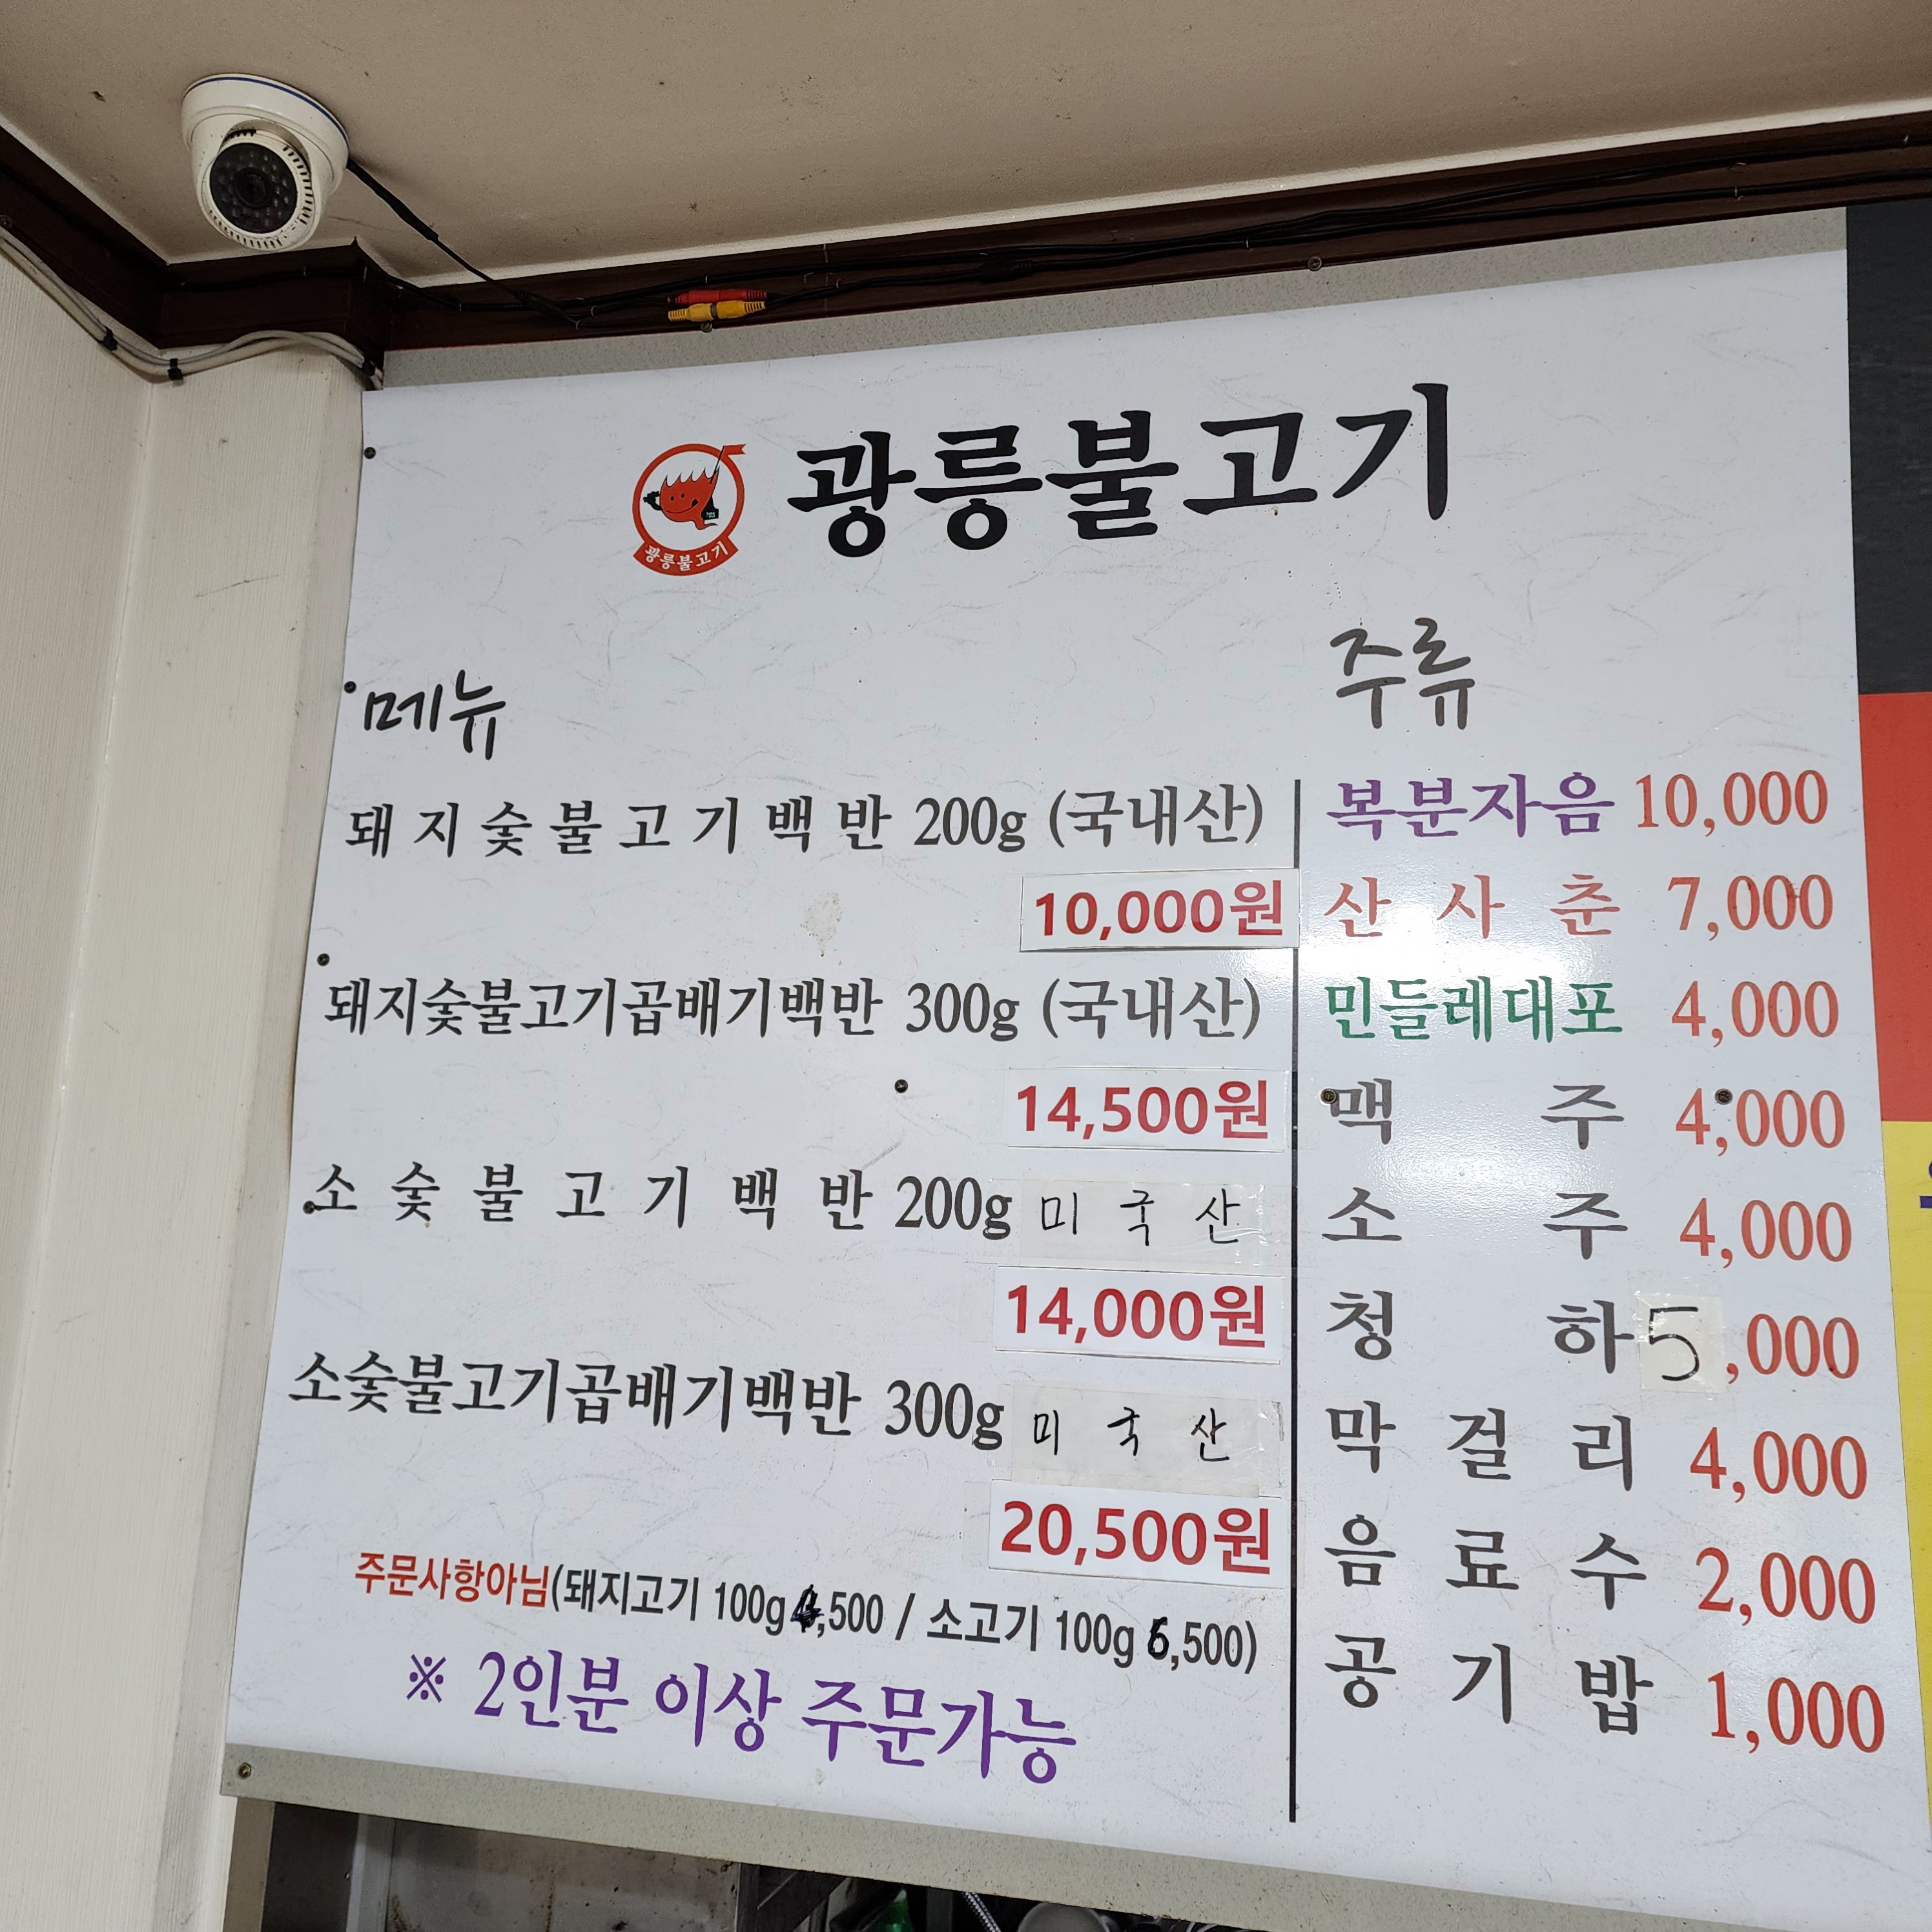 광릉불고기
광릉불고기
메뉴
돼지숯불고기백반 200g (국내산)
10,000원
돼지숯불고기곱배기백반 300g (국내산)
14,500원
소숯불고기백반 200g 미국산
14,000원
소숯불고기곱배기백반 300g 미국산
20,500원
주문사항아님(돼지고기 100g 4,500 / 소고기 100g 6,500)
※ 2인분 이상 주문가능
주류
복분자음 10,000
산사춘 7,000
민들레대포 4,000
맥주 4,000
소주 4,000
청하 5,000
막걸리 4,000
음료수 2,000
공기밥 1,000